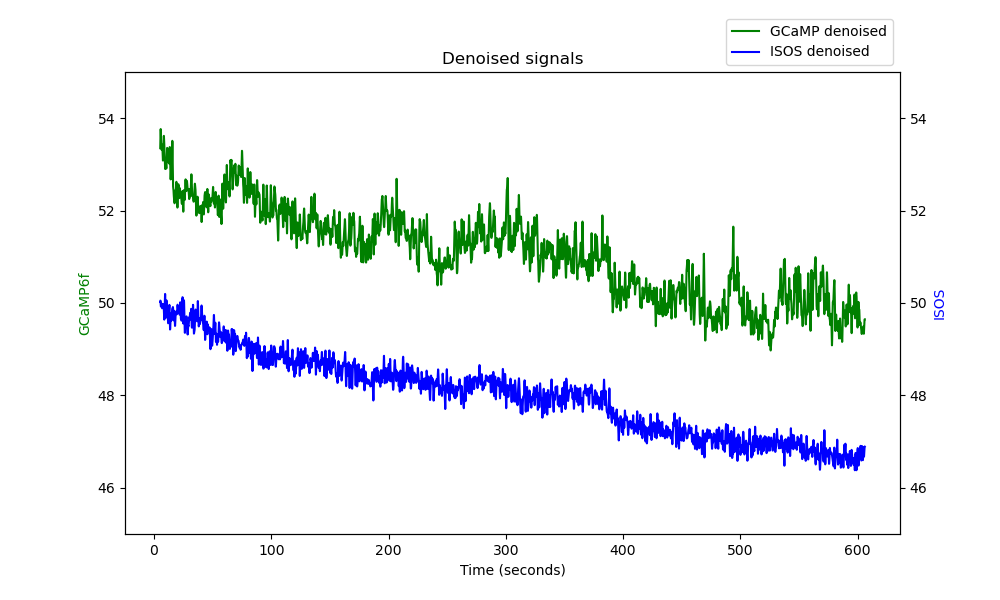 GCaMP denoised
ISOS denoised
Denoised signals
54
52
50
48
46
GCaMP6f
54
52
50
48
46
ISOS
0 100 200 300 400 500 600
Time (seconds)